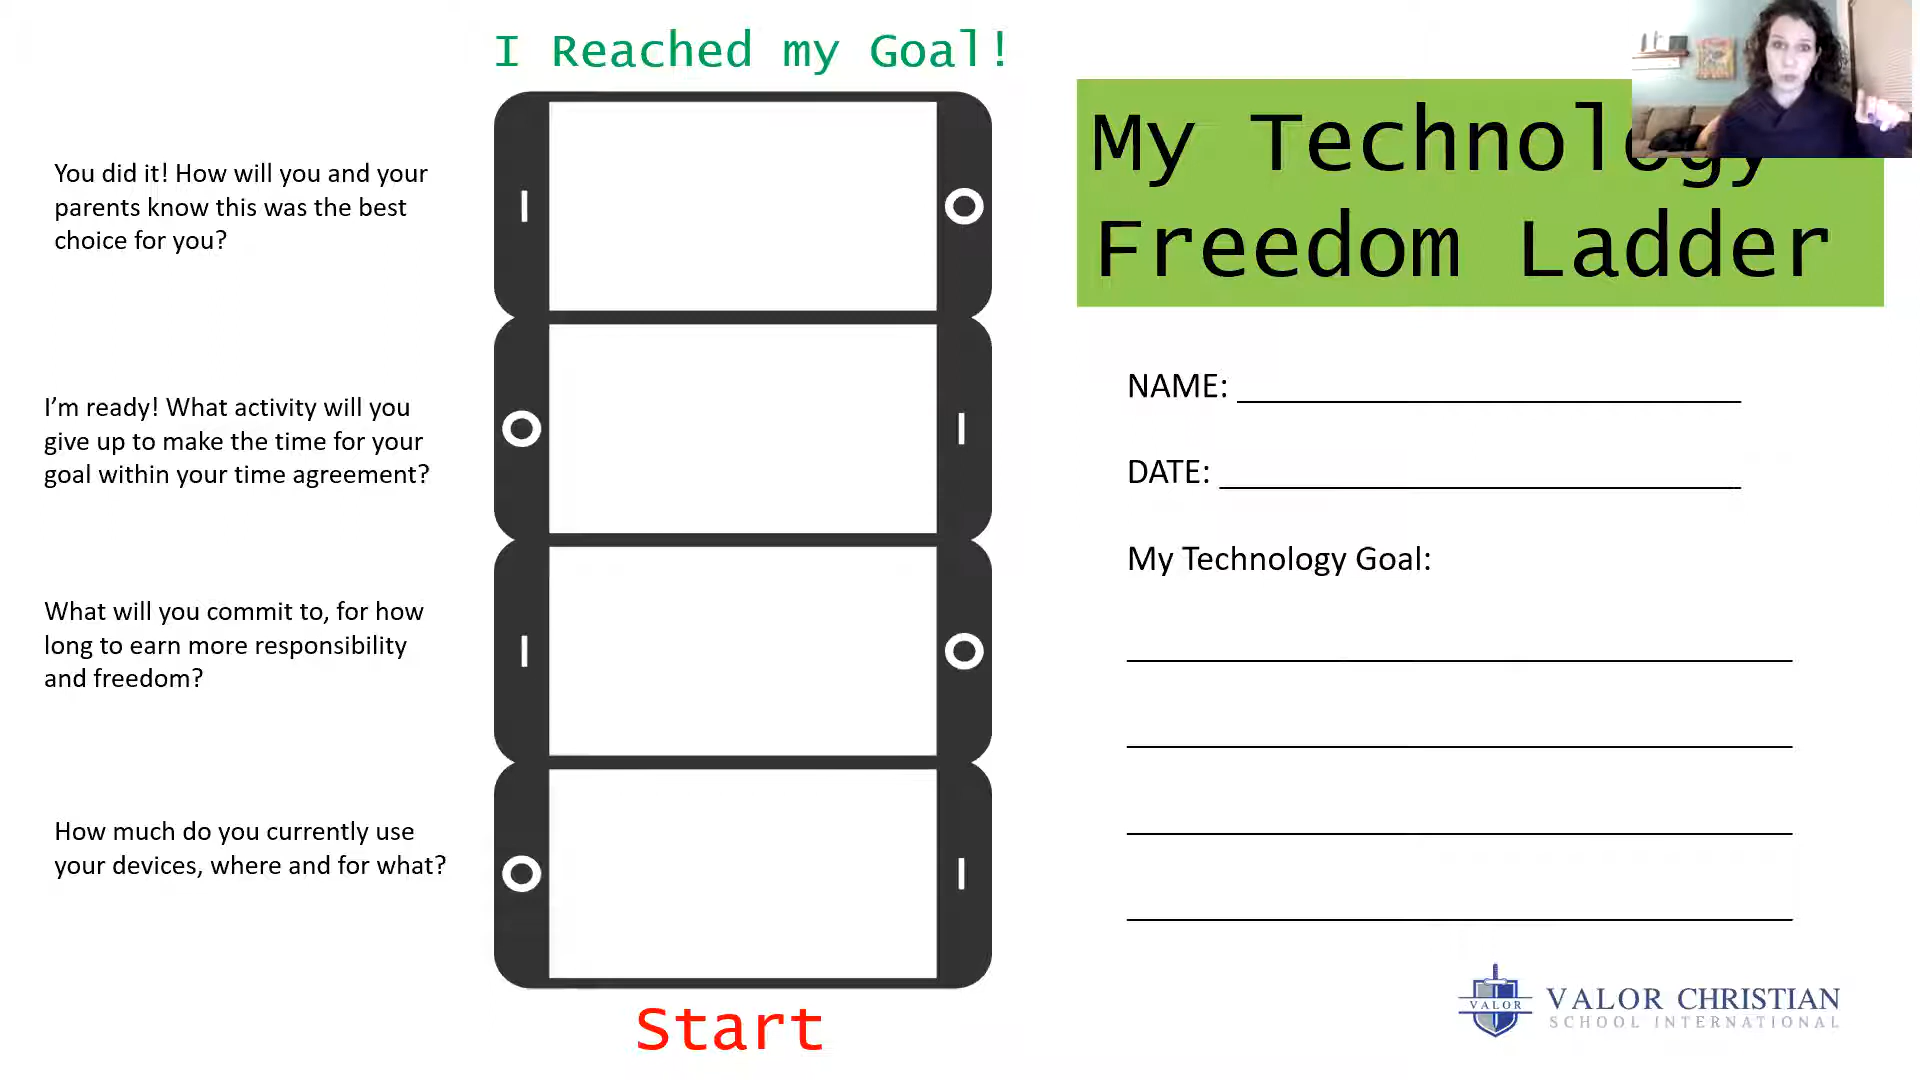 I Reached my Goal!
You did it! How will you and your
parents know this was the best
choice for you?
I'm ready! What activity will you
give up to make the time for your
goal within your time agreement?
What will you commit to, for how
long to earn more responsibility
and freedom?
How much do you currently use
your devices, where and for what?
Start
My Technology
Freedom Ladder
NAME:
DATE:
My Technology Goal:
VALOR
VALOR CHRISTIAN
SCHOOL INTERNATIONAL